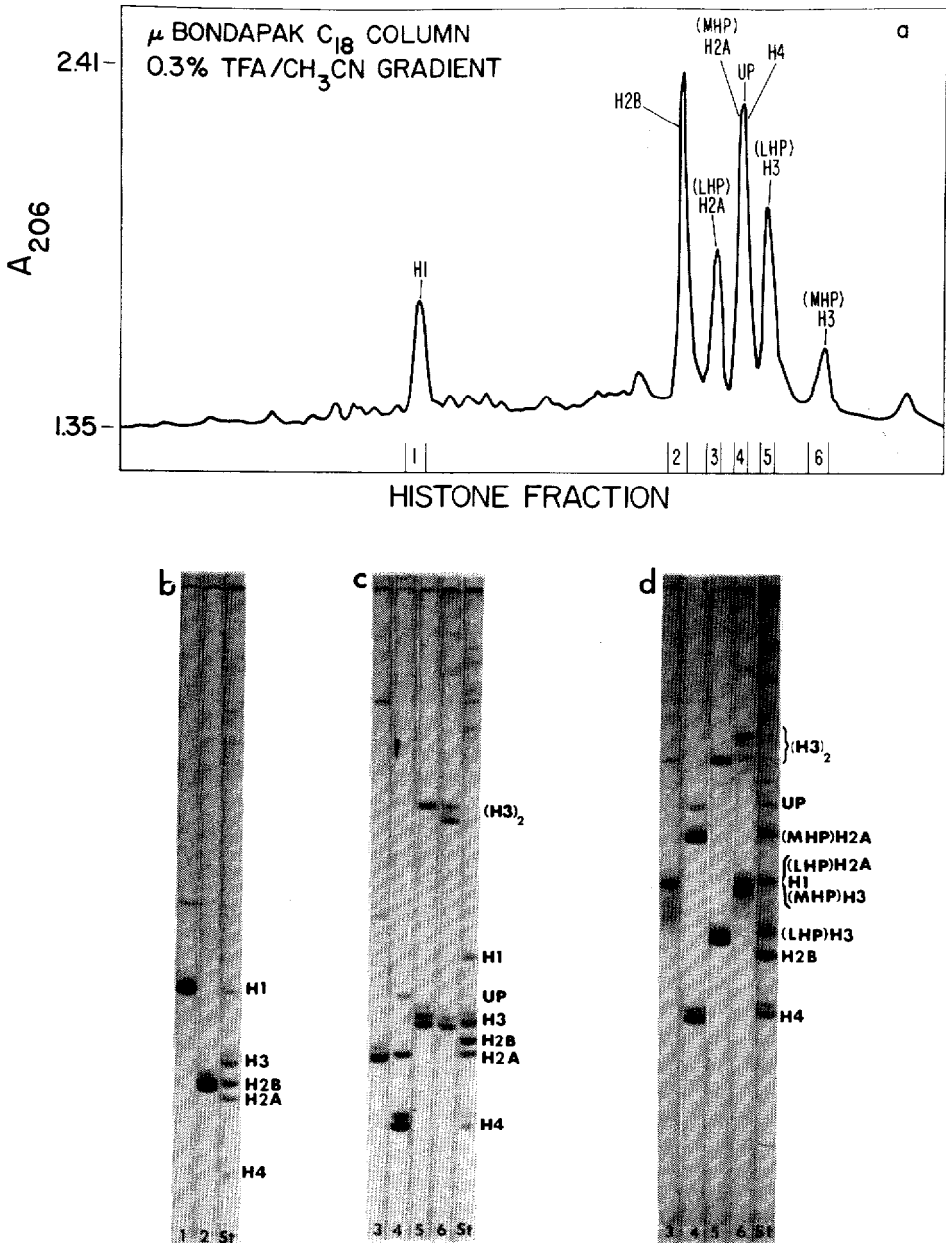 μ BONDAPAK C18 COLUMN
0.3% TFA/CH3CN GRADIENT
a
2.41
1.35
A206
H1
H2B
(LHP)
H2A
(MHP)
H2A
UP
H4
(LHP)
H3
(MHP)
H3
1 2 3 4 5 6
HISTONE FRACTION
b
H1
H3
H2B
H2A
H4
1 2 St
c
(H3)2
H1
UP
H3
H2B
H2A
H4
3 4 5 6 St
d
(H3)2
UP
(MHP)H2A
(LHP)H2A
H1
(MHP)H3
(LHP)H3
H2B
H4
3 4 5 6 St